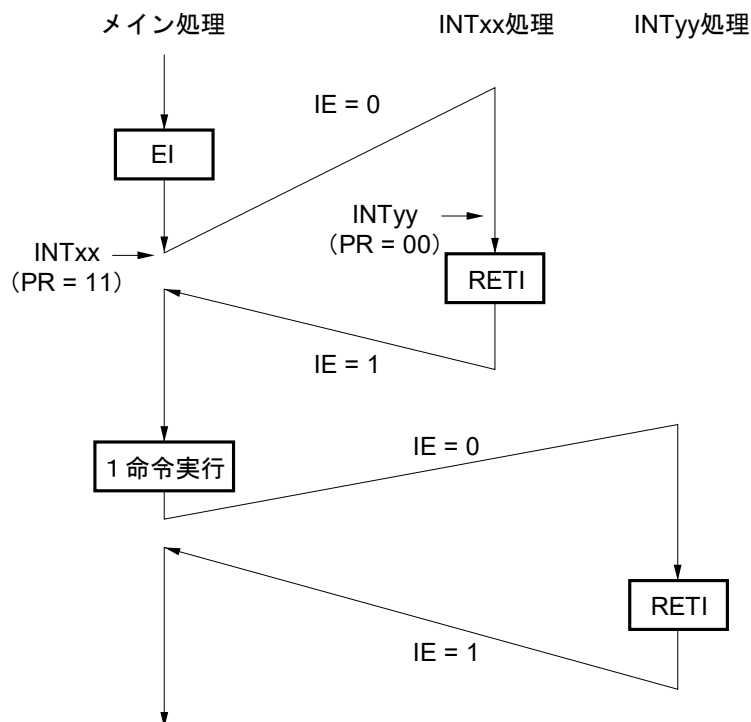 メイン処理
INTxx処理
INTyy処理
IE = 0
EI
INTyy
（PR = 00）
INTxx
（PR = 11）
RETI
IE = 1
IE = 0
１命令実行
RETI
IE = 1